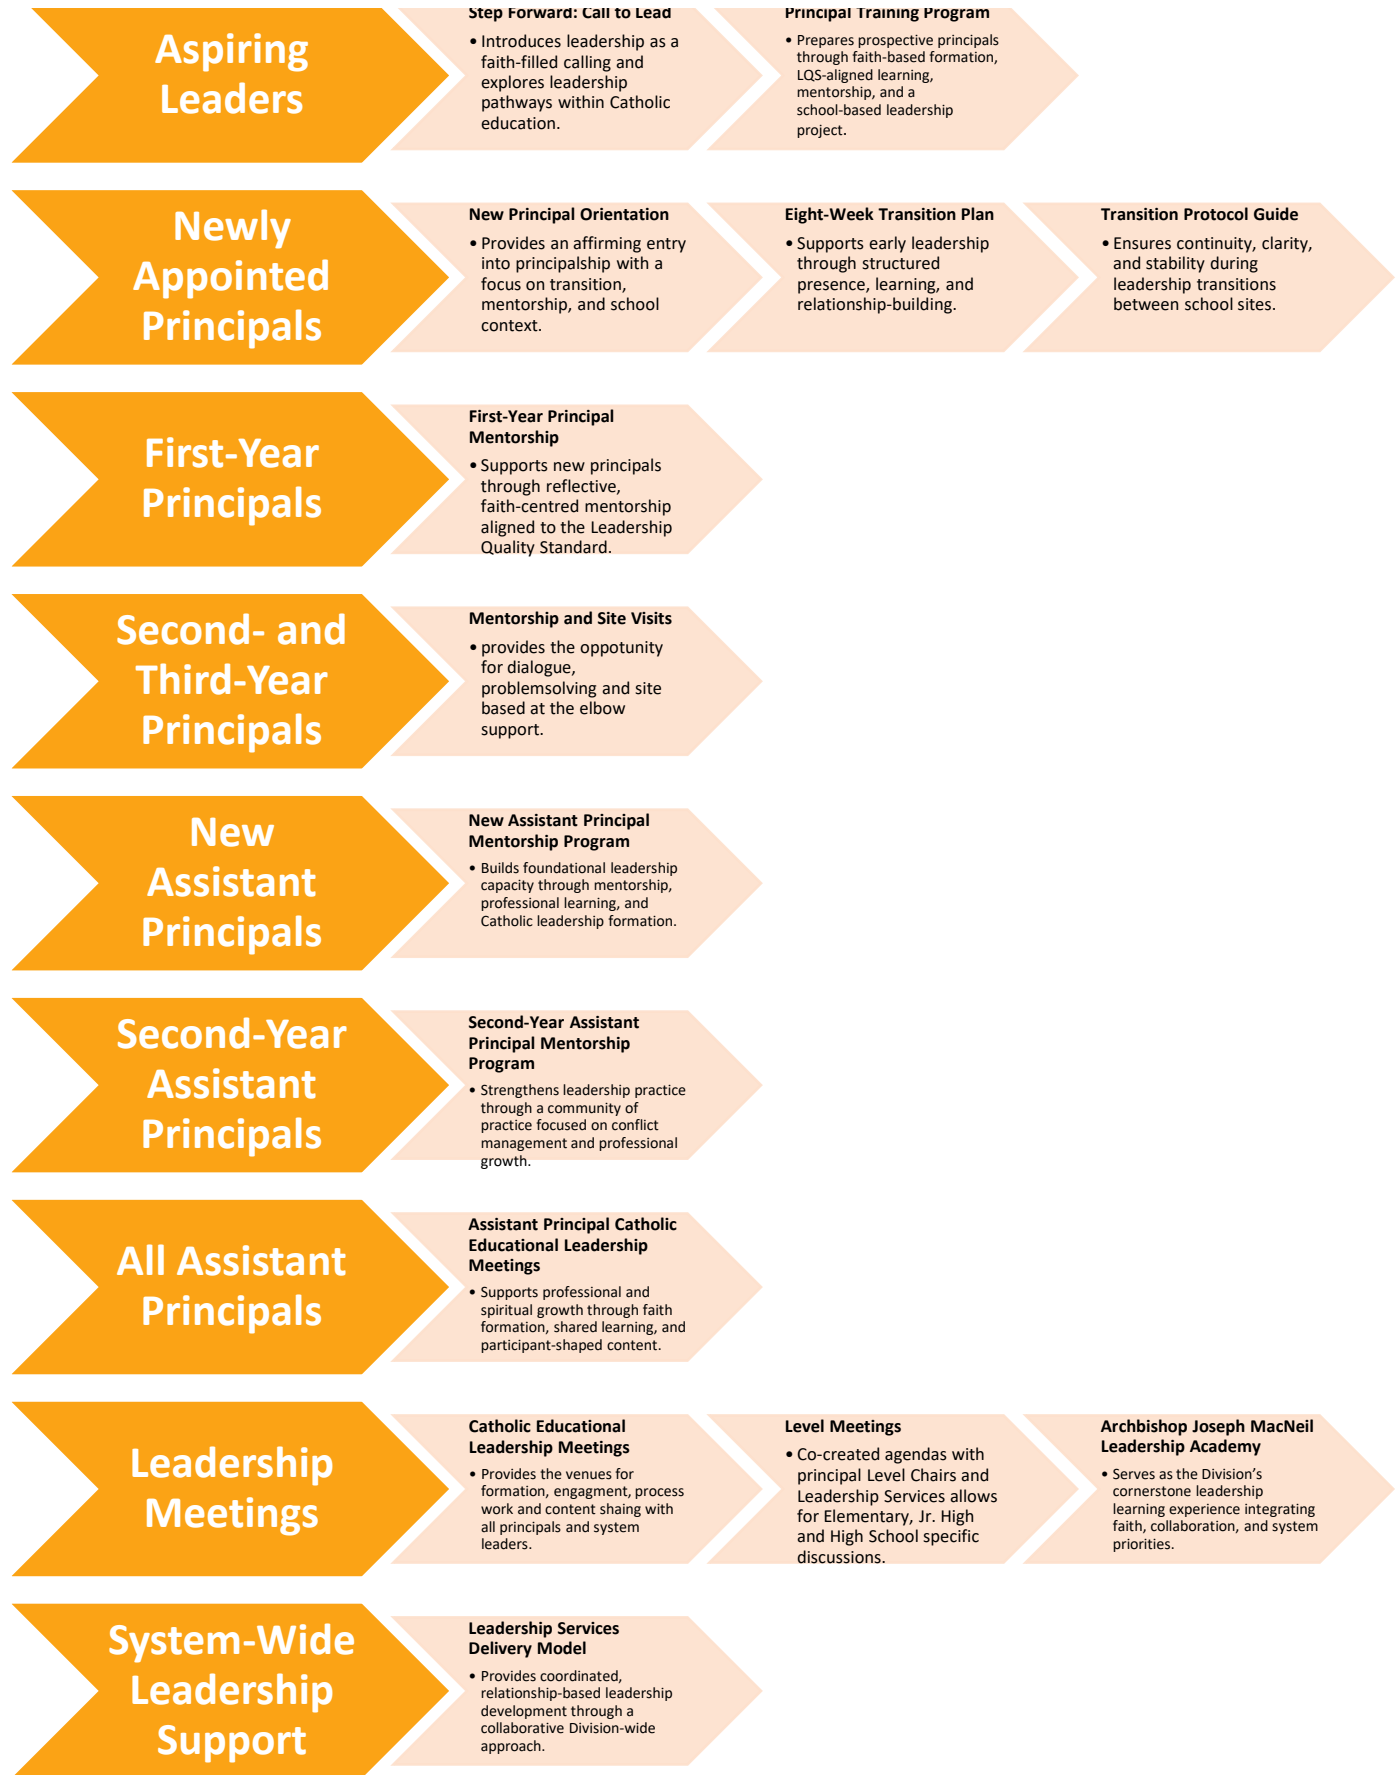 Aspiring
Leaders
Step Forward: Call to Lead
• Introduces leadership as a
faith-filled calling and
explores leadership
pathways within Catholic
education.
Principal Training Program
• Prepares prospective principals
through faith-based formation,
LQS-aligned learning,
mentorship, and a
school-based leadership
project.
Newly
Appointed
Principals
New Principal Orientation
• Provides an affirming entry
into principalship with a
focus on transition,
mentorship, and school
context.
Eight-Week Transition Plan
• Supports early leadership
through structured
presence, learning, and
relationship-building.
Transition Protocol Guide
• Ensures continuity, clarity,
and stability during
leadership transitions
between school sites.
First-Year
Principals
First-Year Principal
Mentorship
• Supports new principals
through reflective,
faith-centred mentorship
aligned to the Leadership
Quality Standard.
Second- and
Third-Year
Principals
Mentorship and Site Visits
• provides the oppotunity
for dialogue,
problemsolving and site
based at the elbow
support.
New
Assistant
Principals
New Assistant Principal
Mentorship Program
• Builds foundational leadership
capacity through mentorship,
professional learning, and
Catholic leadership formation.
Second-Year
Assistant
Principals
Second-Year Assistant
Principal Mentorship
Program
• Strengthens leadership practice
through a community of
practice focused on conflict
management and professional
growth.
All Assistant
Principals
Assistant Principal Catholic
Educational Leadership
Meetings
• Supports professional and
spiritual growth through faith
formation, shared learning, and
participant-shaped content.
Leadership
Meetings
Catholic Educational
Leadership Meetings
• Provides the venues for
formation, engagment, process
work and content shaing with
all principals and system
leaders.
Level Meetings
• Co-created agendas with
principal Level Chairs and
Leadership Services allows
for Elementary, Jr. High
and High School specific
discussions.
Archbishop Joseph MacNeil
Leadership Academy
• Serves as the Division's
cornerstone leadership
learning experience integrating
faith, collaboration, and system
priorities.
System-Wide
Leadership
Support
Leadership Services
Delivery Model
• Provides coordinated,
relationship-based leadership
development through a
collaborative Division-wide
approach.